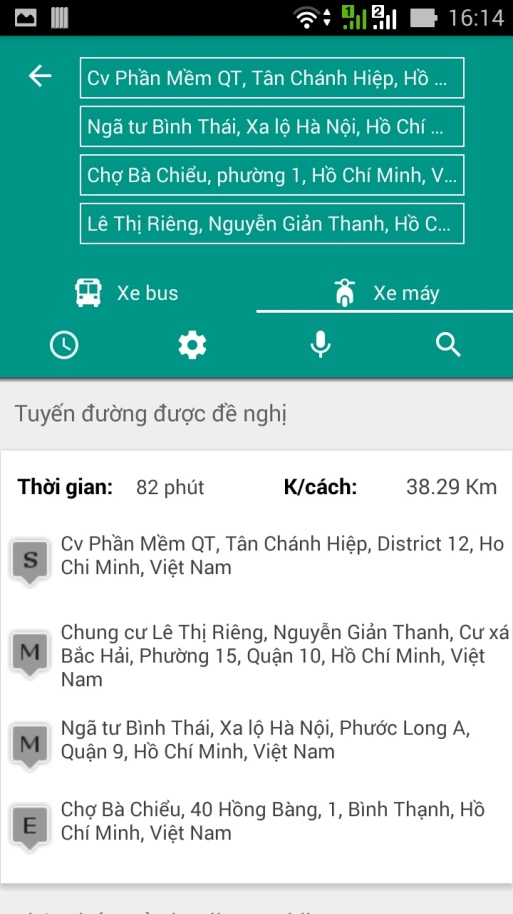 16:14
Cv Phần Mềm QT, Tân Chánh Hiệp, Hồ ...
Ngã tư Bình Thái, Xa lộ Hà Nội, Hồ Chí ...
Chợ Bà Chiểu, phường 1, Hồ Chí Minh, V...
Lê Thị Riêng, Nguyễn Giản Thanh, Hồ C...
Xe bus
Xe máy
Tuyến đường được đề nghị
Thời gian: 82 phút K/cách: 38.29 Km
S
Cv Phần Mềm QT, Tân Chánh Hiệp, District 12, Ho
Chi Minh, Việt Nam
M
Chung cư Lê Thị Riêng, Nguyễn Giản Thanh, Cư xá
Bắc Hải, Phường 15, Quận 10, Hồ Chí Minh, Việt
Nam
M
Ngã tư Bình Thái, Xa lộ Hà Nội, Phước Long A,
Quận 9, Hồ Chí Minh, Việt Nam
E
Chợ Bà Chiểu, 40 Hồng Bàng, 1, Bình Thạnh, Hồ
Chí Minh, Việt Nam